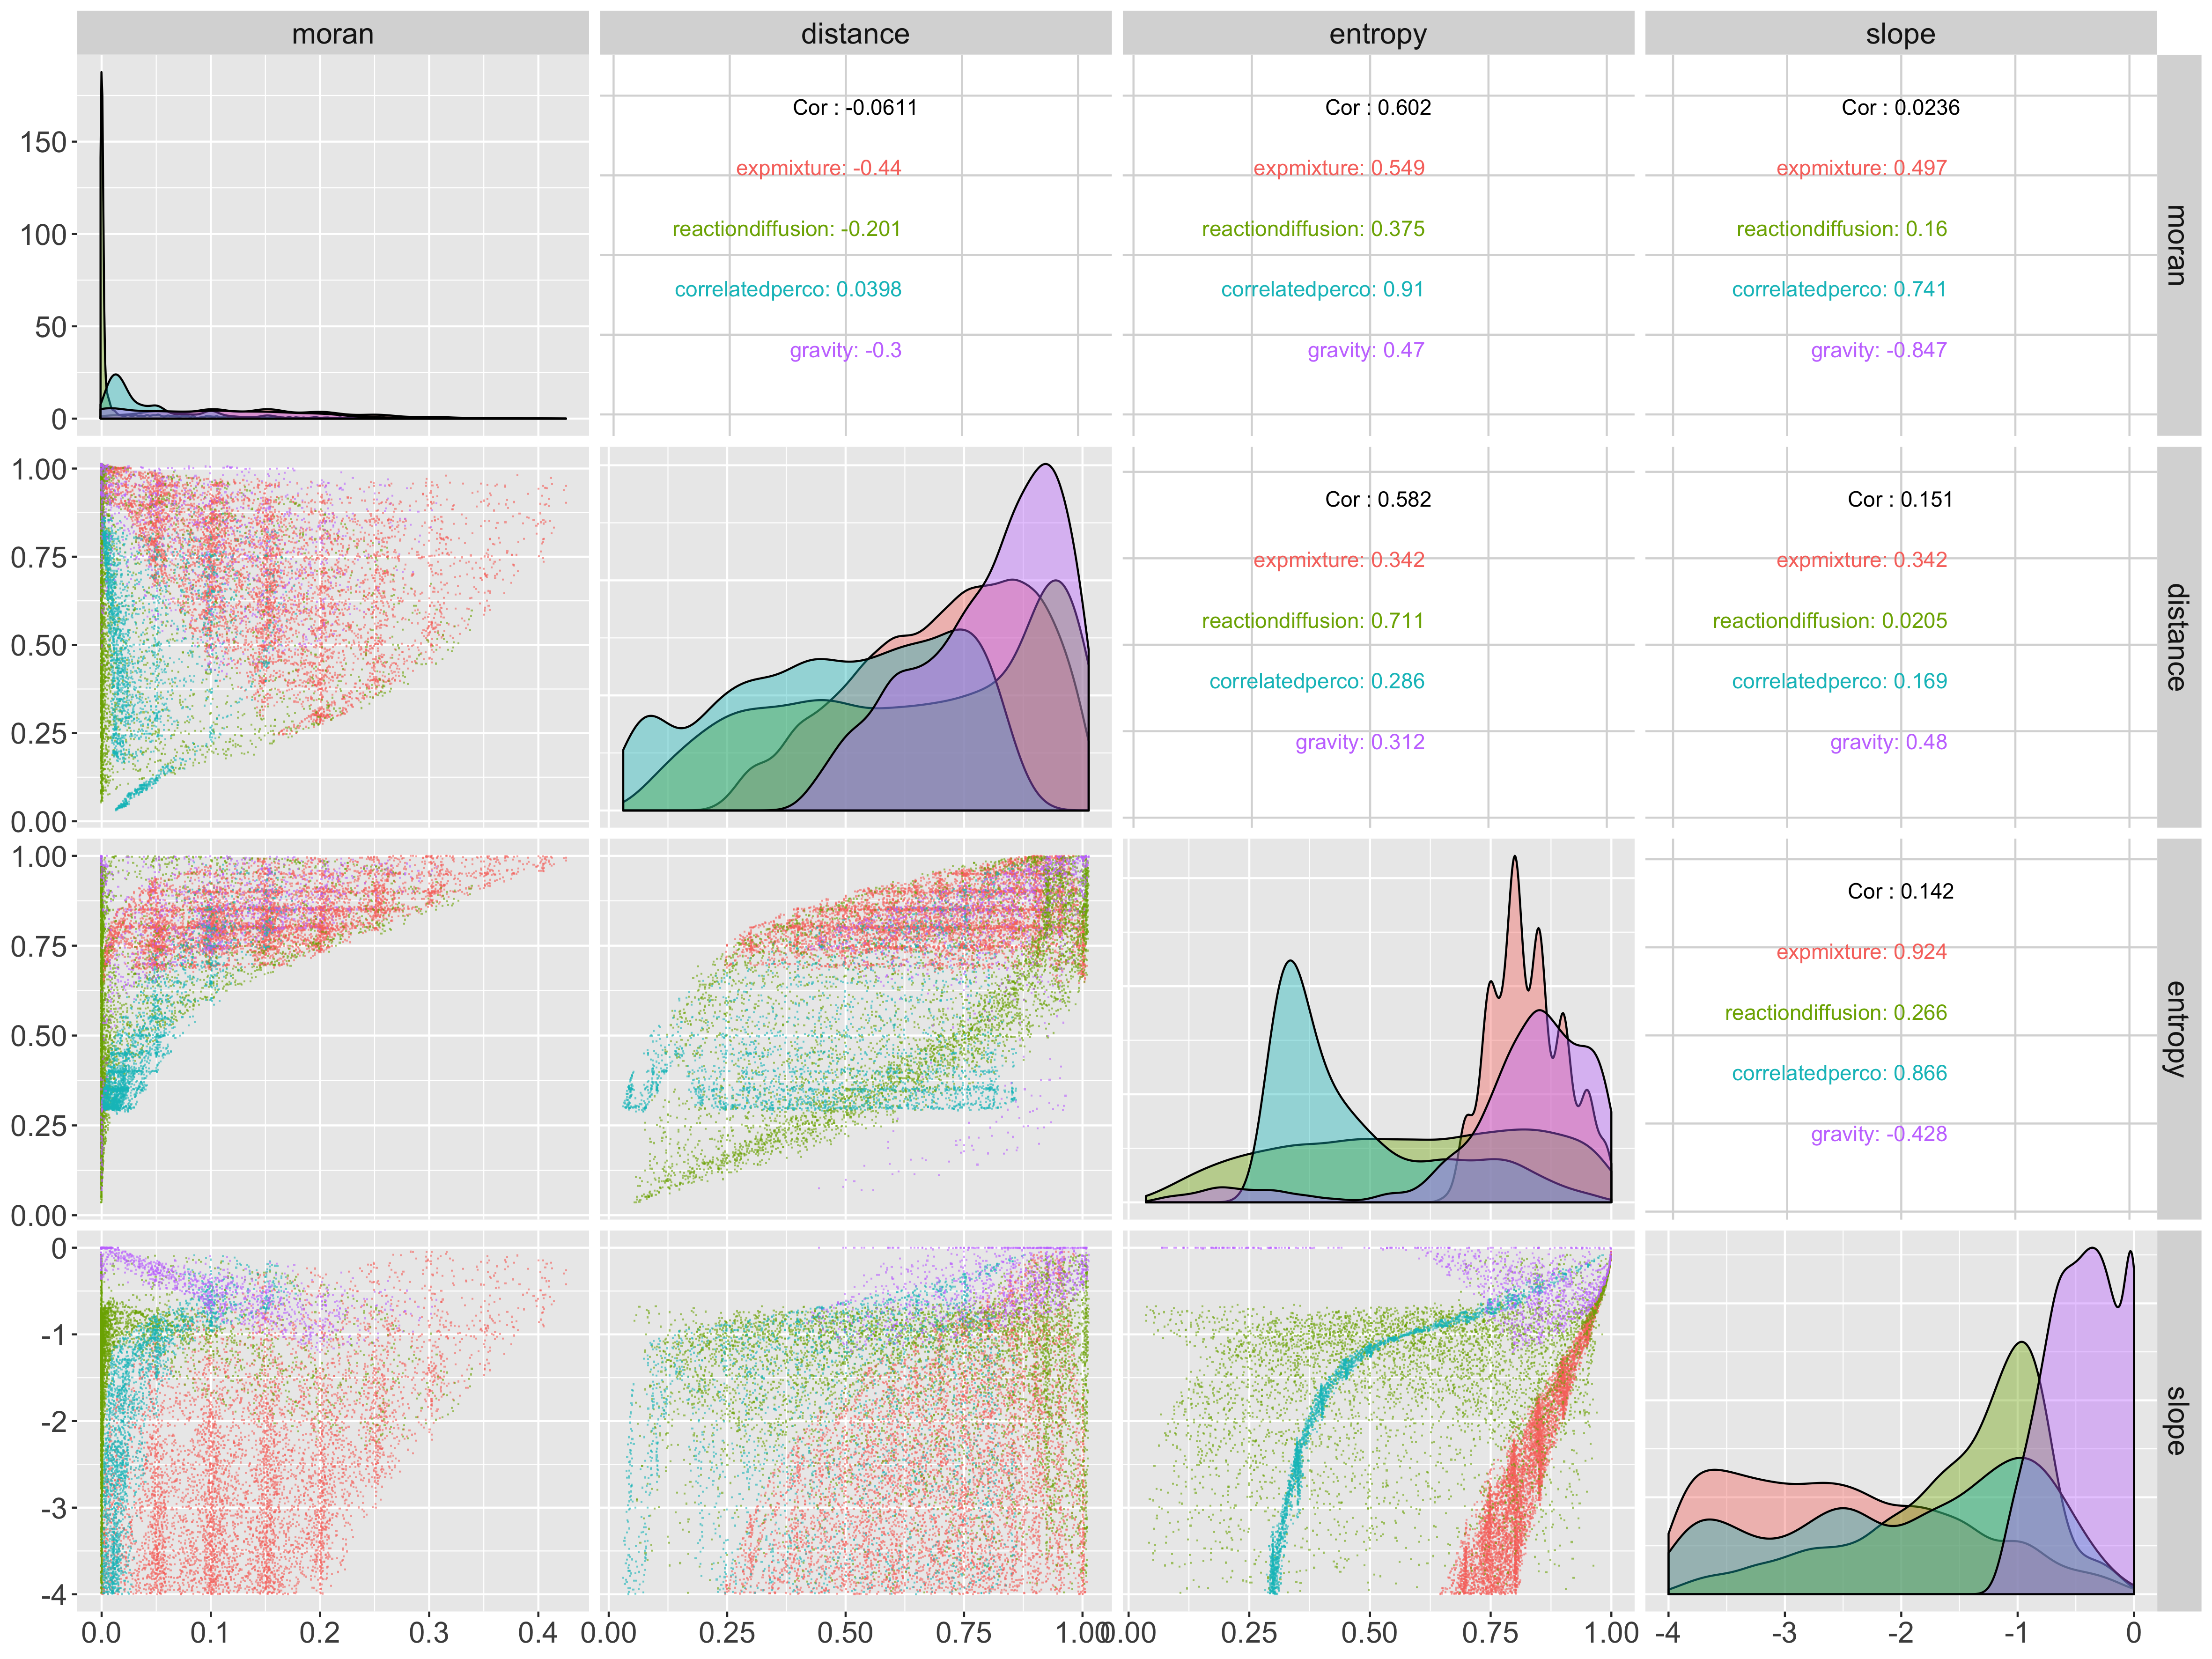 moran distance entropy slope
150
100
50
0
Cor : -0.0611
expmixture: -0.44
reactiondiffusion: -0.201
correlatedperco: 0.0398
gravity: -0.3
Cor : 0.602
expmixture: 0.549
reactiondiffusion: 0.375
correlatedperco: 0.91
gravity: 0.47
Cor : 0.0236
expmixture: 0.497
reactiondiffusion: 0.16
correlatedperco: 0.741
gravity: -0.847
moran
1.00
0.75
0.50
0.25
0.00
Cor : 0.582
expmixture: 0.342
reactiondiffusion: 0.711
correlatedperco: 0.286
gravity: 0.312
Cor : 0.151
expmixture: 0.342
reactiondiffusion: 0.0205
correlatedperco: 0.169
gravity: 0.48
distance
1.00
0.75
0.50
0.25
0.00
Cor : 0.142
expmixture: 0.924
reactiondiffusion: 0.266
correlatedperco: 0.866
gravity: -0.428
entropy
0
-1
-2
-3
-4
slope
0.0 0.1 0.2 0.3 0.4 0.00 0.25 0.50 0.75 1.00 0.00 0.25 0.50 0.75 1.00 -4 -3 -2 -1 0